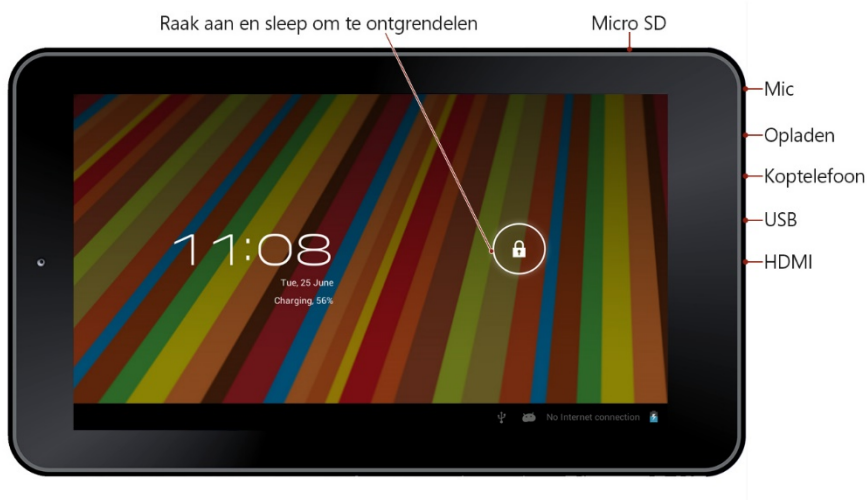 Raak aan en sleep om te ontgrendelen
Micro SD
Mic
Opladen
Koptelefoon
USB
HDMI
11:08
Tue, 25 June
Charging, 56%
No Internet connection